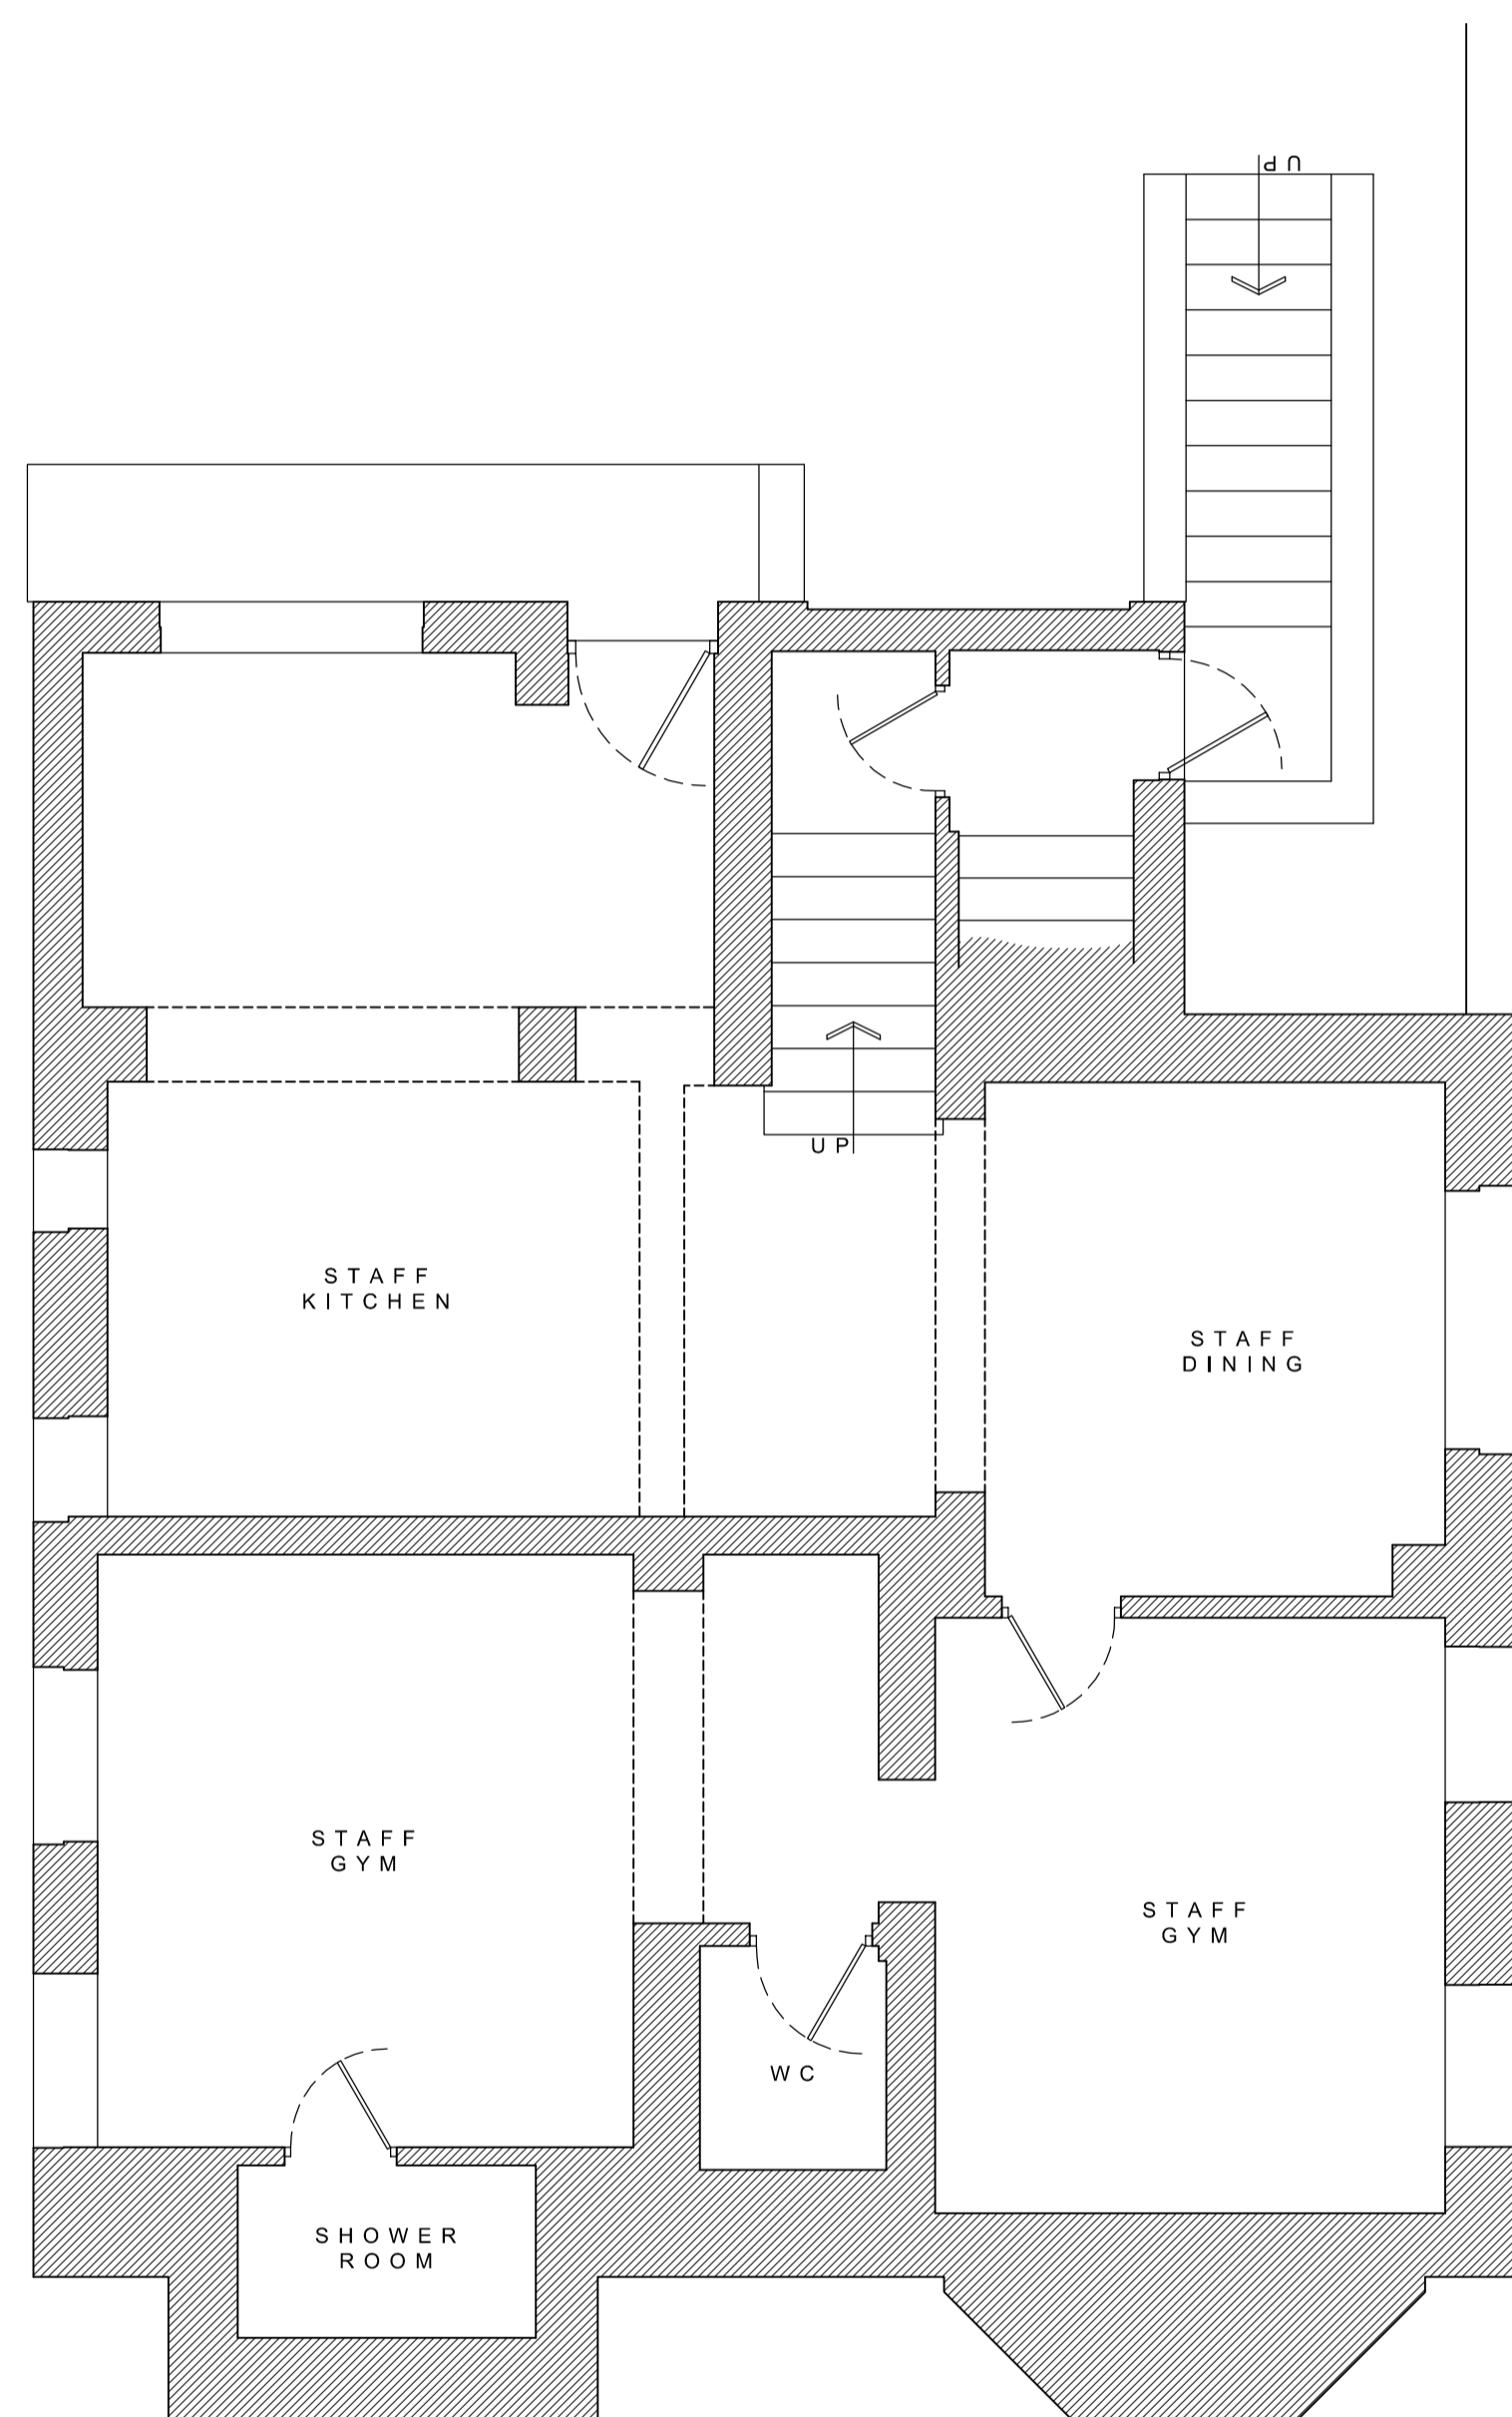 UP
UP
STAFF
KITCHEN
STAFF
DINING
STAFF
GYM
STAFF
GYM
WC
SHOWER
ROOM